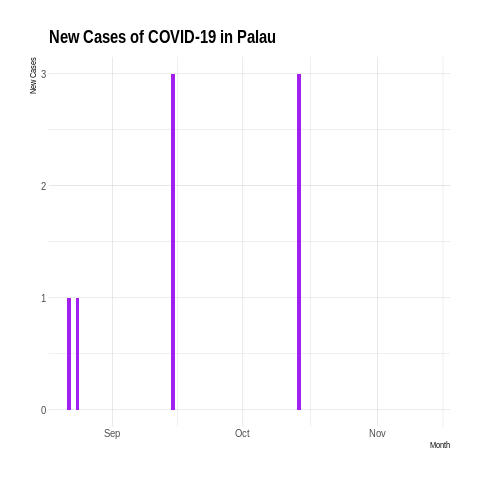 New Cases of COVID-19 in Palau
New Cases
3
2
1
0
Sep Oct Nov
Month